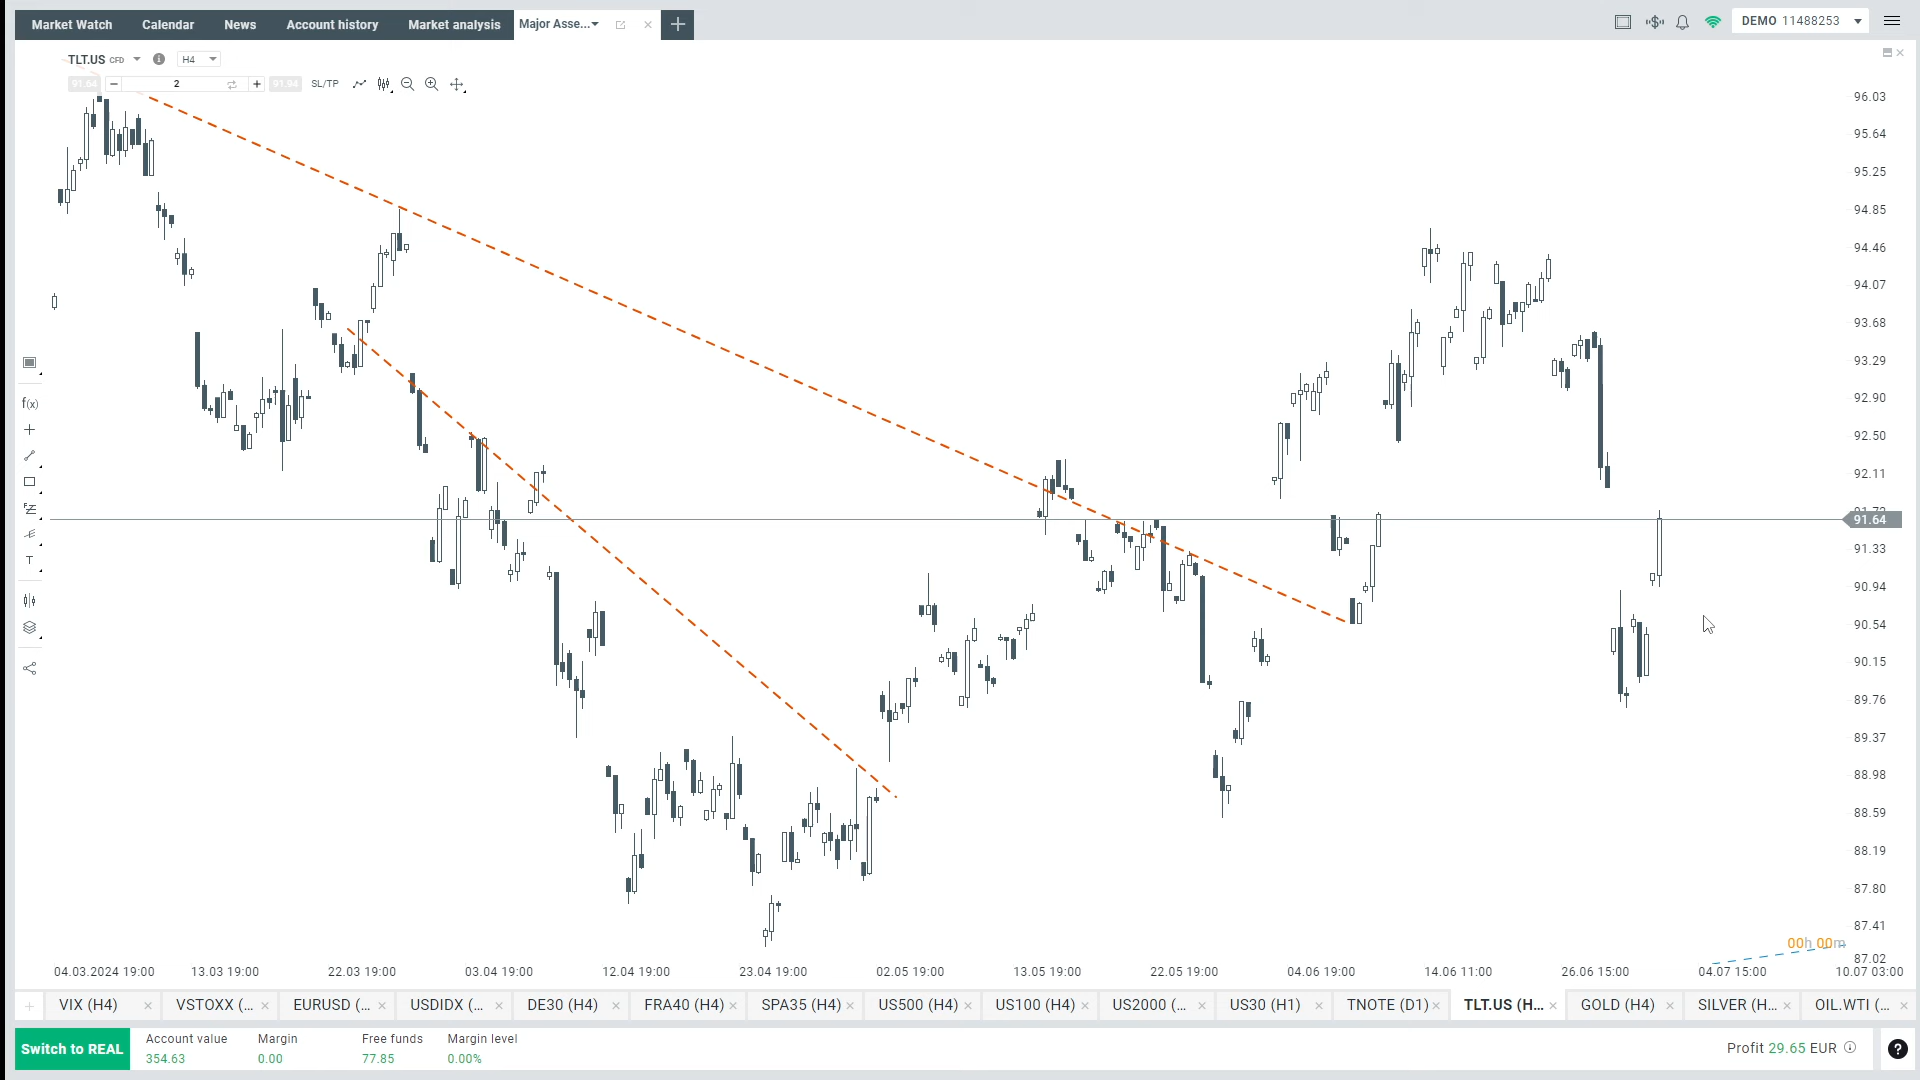 Market Watch Calendar News Account history Market analysis Major Asse... DEMO 11488253
TLT.US CFD H4
91.64 2 91.94 SL/TP
96.03
95.64
95.25
94.85
94.46
94.07
93.68
93.29
92.90
92.50
92.11
91.64
91.33
90.94
90.54
90.15
89.76
89.37
88.98
88.59
88.19
87.80
87.41
87.02
f(x)
T
00h 00m
04.03.2024 19:00 13.03 19:00 22.03 19:00 03.04 19:00 12.04 19:00 23.04 19:00 02.05 19:00 13.05 19:00 22.05 19:00 04.06 19:00 14.06 11:00 26.06 15:00 04.07 15:00 10.07 03:00
VIX (H4) VSTOXX (... EURUSD (... USDIDX (... DE30 (H4) FRA40 (H4) SPA35 (H4) US500 (H4) US100 (H4) US2000 (... US30 (H1) TNOTE (D1) TLT.US (H... GOLD (H4) SILVER (H... OIL.WTI (...
Switch to REAL
Account value Margin Free funds Margin level
354.63 0.00 77.85 0.00%
Profit 29.65 EUR